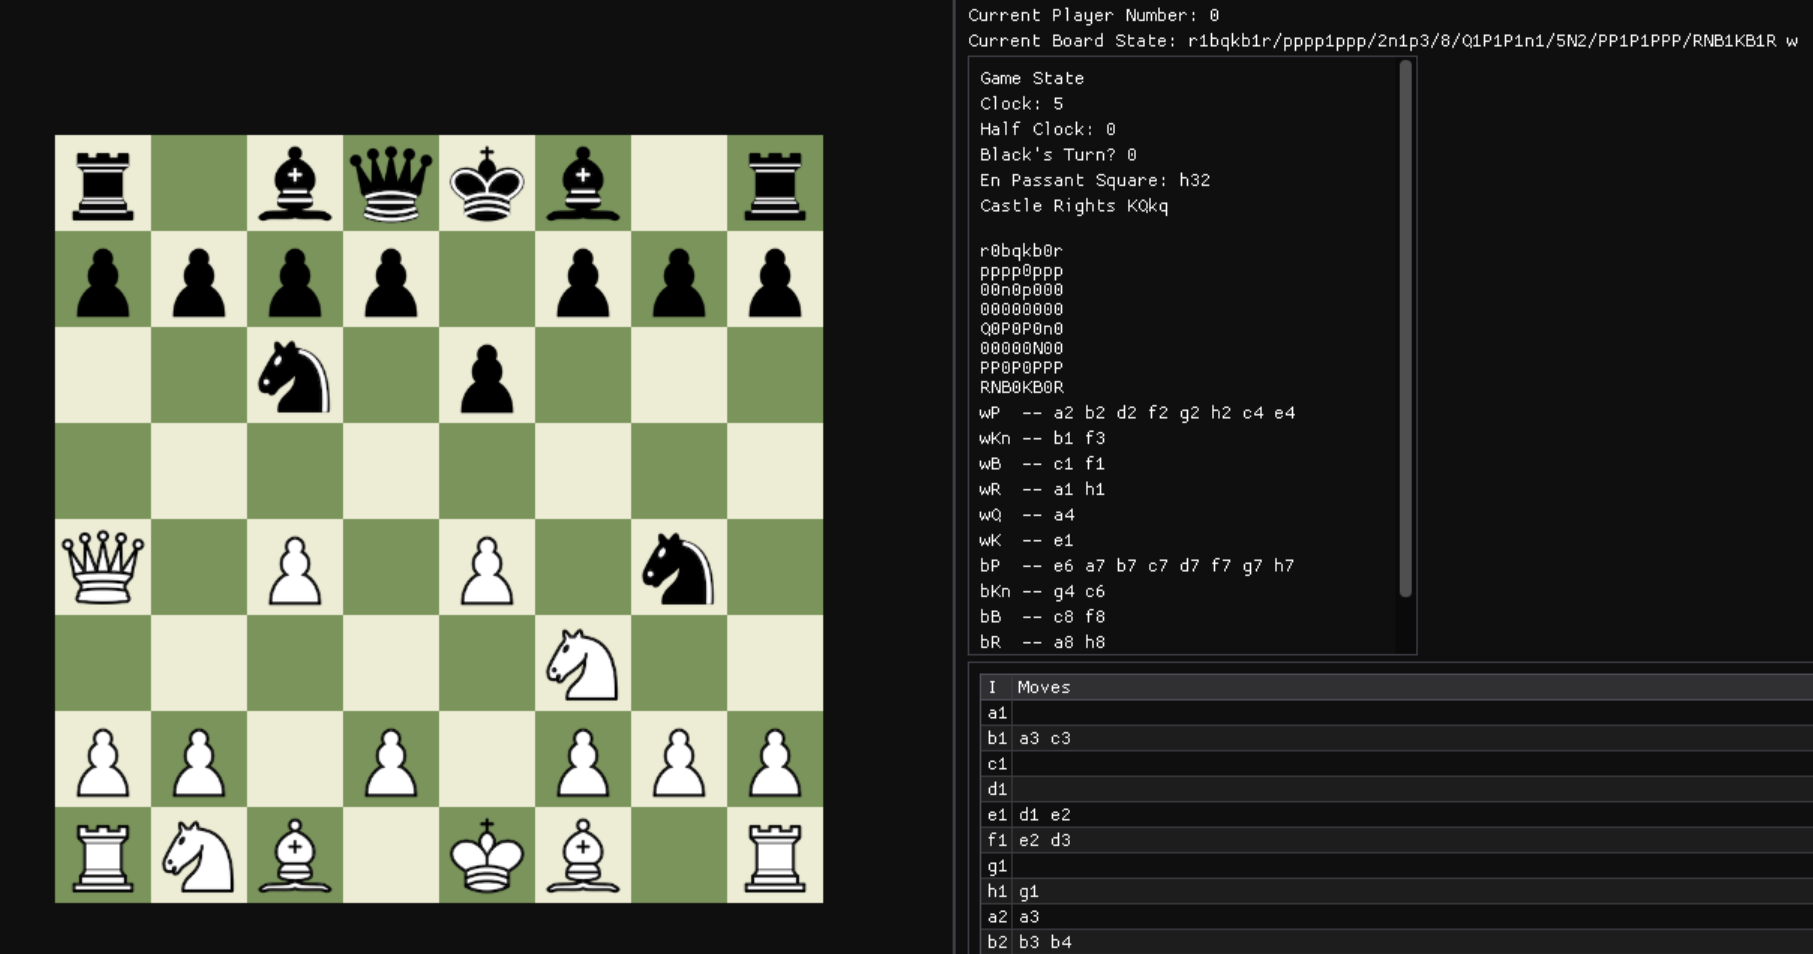 Current Player Number: 0
Current Board State: r1bqkb1r/pppp1ppp/2n1p3/8/Q1P1P1n1/5N2/PP1P1PPP/RNB1KB1R w
Game State
Clock: 5
Half Clock: 0
Black's Turn? 0
En Passant Square: h32
Castle Rights KQkq
r0bqkb0r
pppp0ppp
00n0p000
00000000
Q0P0P0n0
00000N00
PP0P0PPP
RNB0KB0R
wP -- a2 b2 d2 f2 g2 h2 c4 e4
wKn -- b1 f3
wB -- c1 f1
wR -- a1 h1
wQ -- a4
wK -- e1
bP -- e6 a7 b7 c7 d7 f7 g7 h7
bKn -- g4 c6
bB -- c8 f8
bR -- a8 h8
I Moves
a1
b1 a3 c3
c1
d1
e1 d1 e2
f1 e2 d3
g1
h1 g1
a2 a3
b2 b3 b4